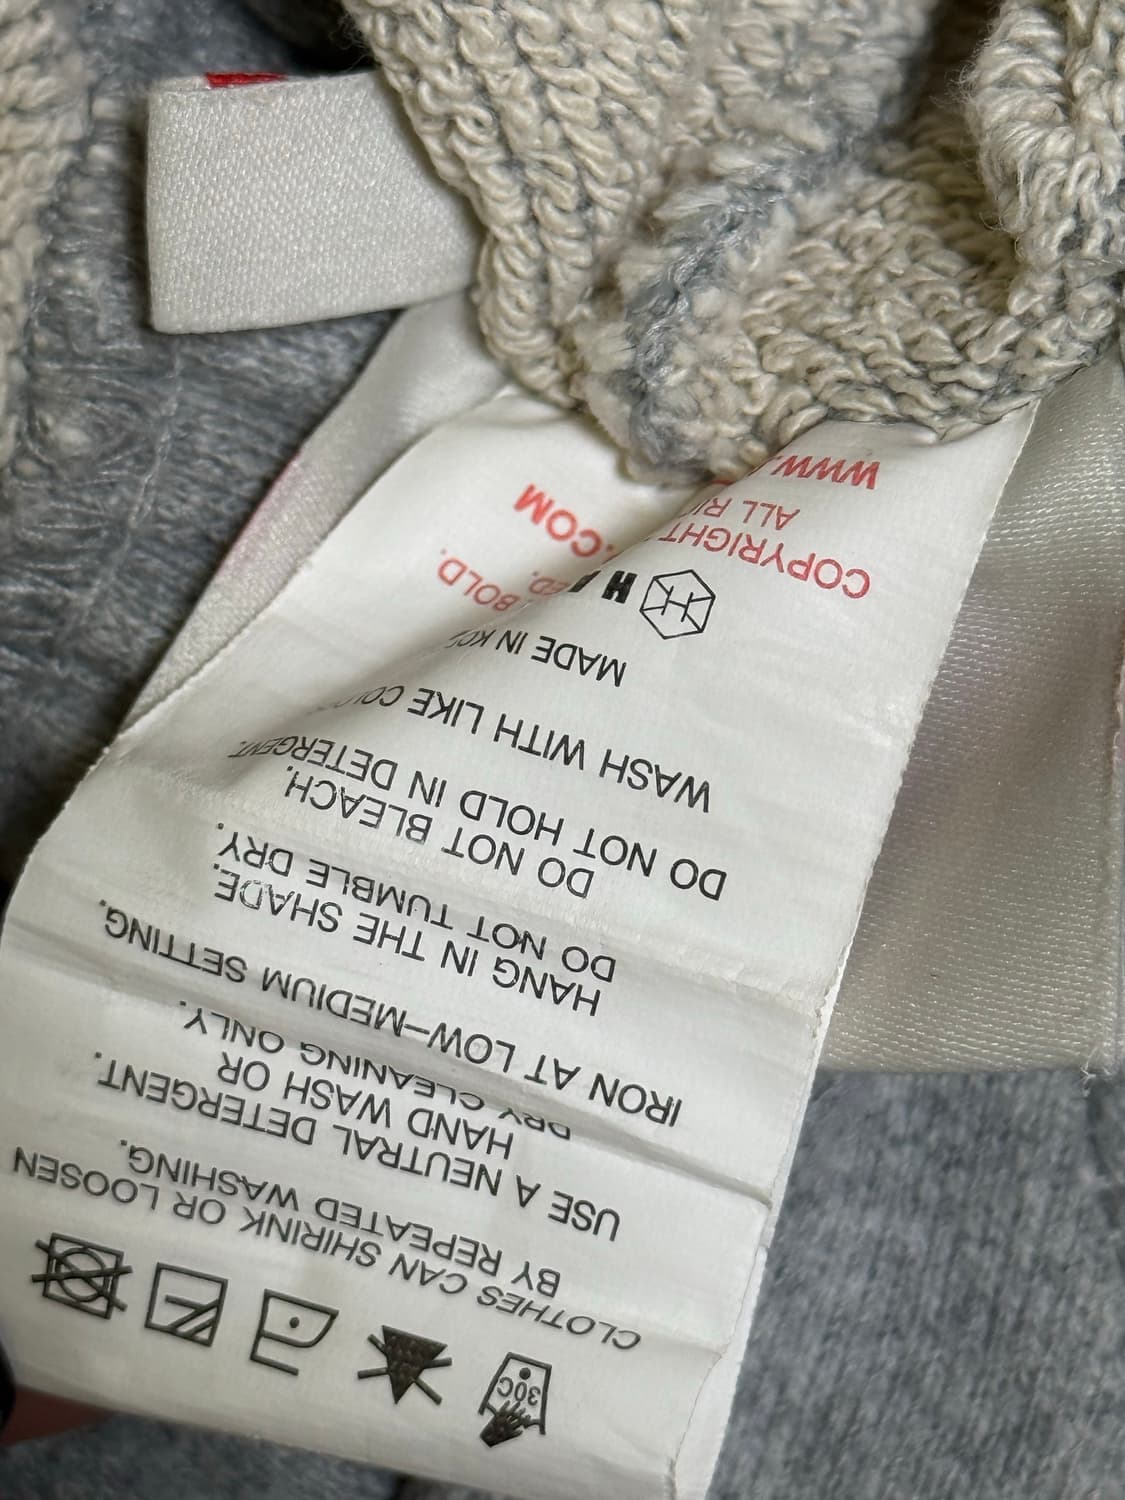 30C
CLOTHES CAN SHIRINK OR LOOSEN
BY REPEATED WASHING.
USE A NEUTRAL DETERGENT.
HAND WASH OR
DRY CLEANING ONLY.
IRON AT LOW–MEDIUM SETTING.
HANG IN THE SHADE.
DO NOT TUMBLE DRY.
DO NOT BLEACH.
DO NOT HOLD IN DETERGENT.
WASH WITH LIKE
MADE IN
COPYRIGHT BOLD.
ALL
WWW. .COM